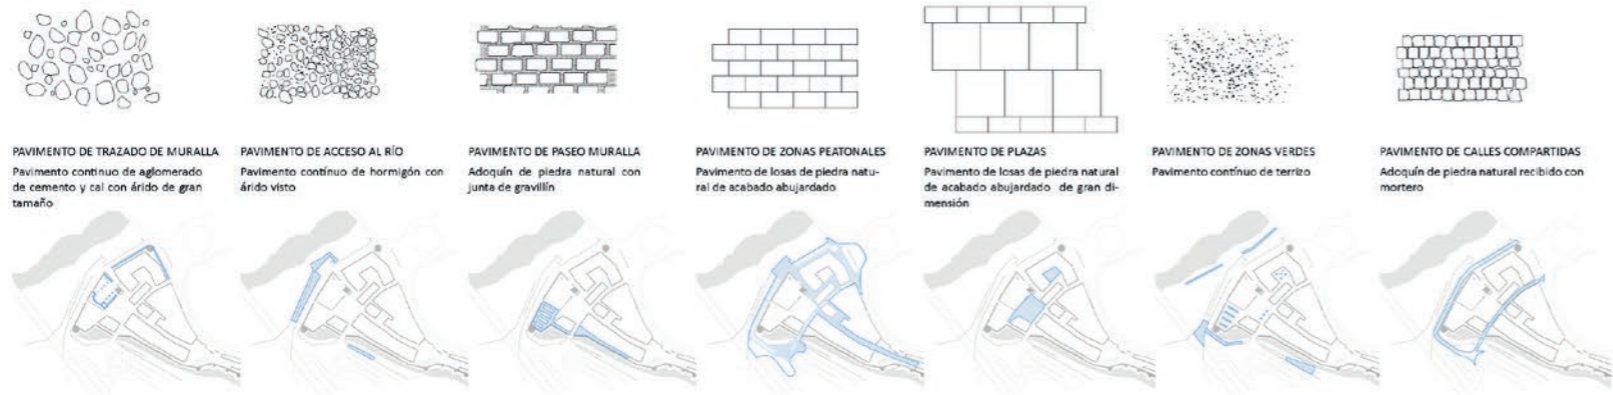 PAVIMENTO DE TRAZADO DE MURALLA
Pavimento continuo de aglomerado
de cemento y cal con árido de gran
tamaño
PAVIMENTO DE ACCESO AL RÍO
Pavimento contínuo de hormigón con
árido visto
PAVIMENTO DE PASEO MURALLA
Adoquín de piedra natural con
junta de gravillín
PAVIMENTO DE ZONAS PEATONALES
Pavimento de losas de piedra natu-
ral de acabado abujardado
PAVIMENTO DE PLAZAS
Pavimento de losas de piedra natural
de acabado abujardado de gran di-
mensión
PAVIMENTO DE ZONAS VERDES
Pavimento contínuo de terrizo
PAVIMENTO DE CALLES COMPARTIDAS
Adoquín de piedra natural recibido con
mortero